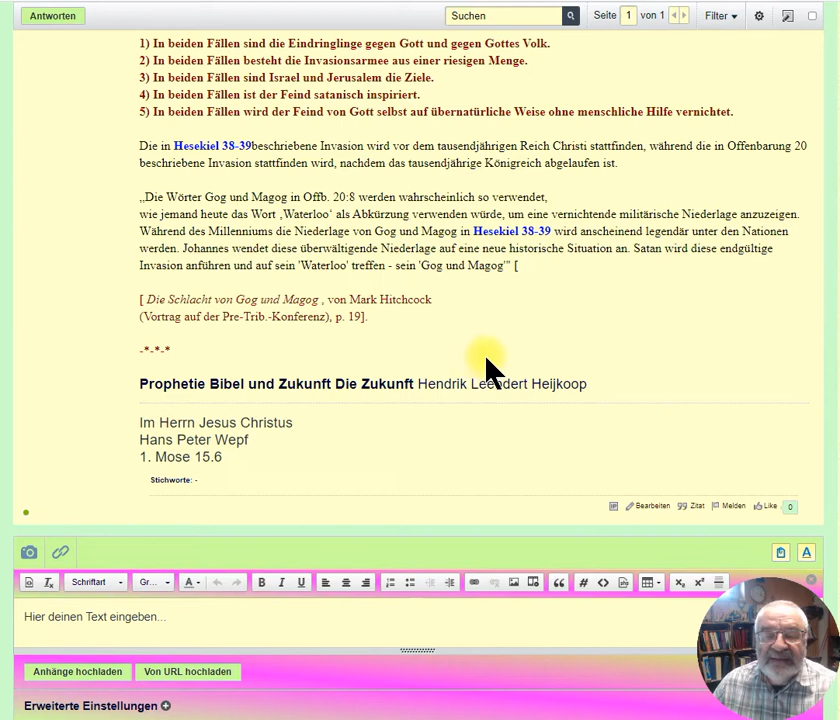 Antworten Suchen Seite 1 von 1 Filter
1) In beiden Fällen sind die Eindringlinge gegen Gott und gegen Gottes Volk.
2) In beiden Fällen besteht die Invasionsarmee aus einer riesigen Menge.
3) In beiden Fällen sind Israel und Jerusalem die Ziele.
4) In beiden Fällen ist der Feind satanisch inspiriert.
5) In beiden Fällen wird der Feind von Gott selbst auf übernatürliche Weise ohne menschliche Hilfe vernichtet.
Die in Hesekiel 38-39beschriebene Invasion wird vor dem tausendjährigen Reich Christi stattfinden, während die in Offenbarung 20
beschriebene Invasion stattfinden wird, nachdem das tausendjährige Königreich abgelaufen ist.
„Die Wörter Gog und Magog in Offb. 20:8 werden wahrscheinlich so verwendet,
wie jemand heute das Wort ‚Waterloo‘ als Abkürzung verwenden würde, um eine vernichtende militärische Niederlage anzuzeigen.
Während des Millenniums die Niederlage von Gog und Magog in Hesekiel 38-39 wird anscheinend legendär unter den Nationen
werden. Johannes wendet diese überwältigende Niederlage auf eine neue historische Situation an. Satan wird diese endgültige
Invasion anführen und auf sein 'Waterloo' treffen - sein 'Gog und Magog'" [
[ Die Schlacht von Gog und Magog , von Mark Hitchcock
(Vortrag auf der Pre-Trib.-Konferenz), p. 19].
-*-*-*
Prophetie Bibel und Zukunft Die Zukunft Hendrik Leendert Heijkoop
Im Herrn Jesus Christus
Hans Peter Wepf
1. Mose 15.6
Stichworte: -
Bearbeiten Zitat Melden Like 0
A
Schriftart Gr... A B I U
Hier deinen Text eingeben...
Anhänge hochladen Von URL hochladen
Erweiterte Einstellungen